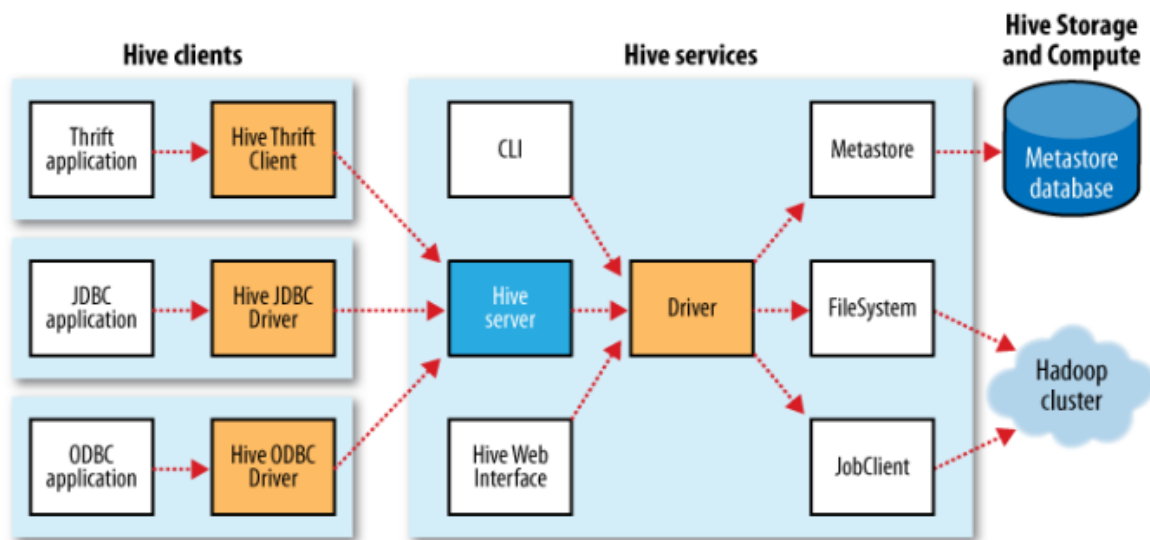 Hive clients
Hive services
Hive Storage
and Compute
Thrift
application
Hive Thrift
Client
CLI
Metastore
Metastore
database
JDBC
application
Hive JDBC
Driver
Hive
server
Driver
FileSystem
Hadoop
cluster
ODBC
application
Hive ODBC
Driver
Hive Web
Interface
JobClient